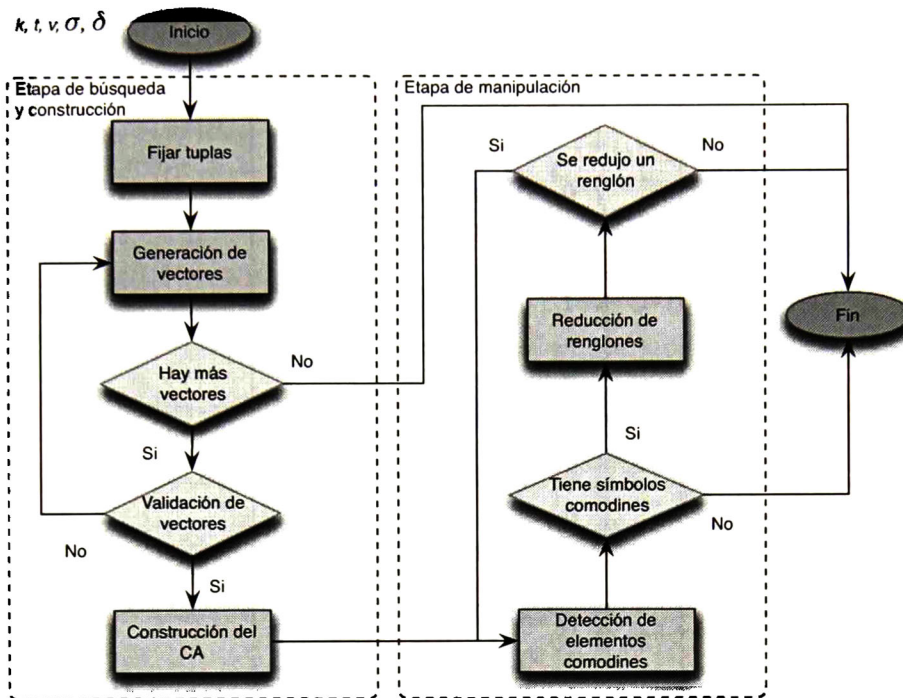 k, t, v, σ, δ
Inicio
Etapa de búsqueda
y construcción
Fijar tuplas
Generación de
vectores
Hay más
vectores
No
Si
Validación de
vectores
No
Si
Construcción del
CA
Etapa de manipulación
Si
Se redujo un
renglón
No
Reducción de
renglones
Fin
Si
Tiene símbolos
comodines
No
Detección de
elementos
comodines